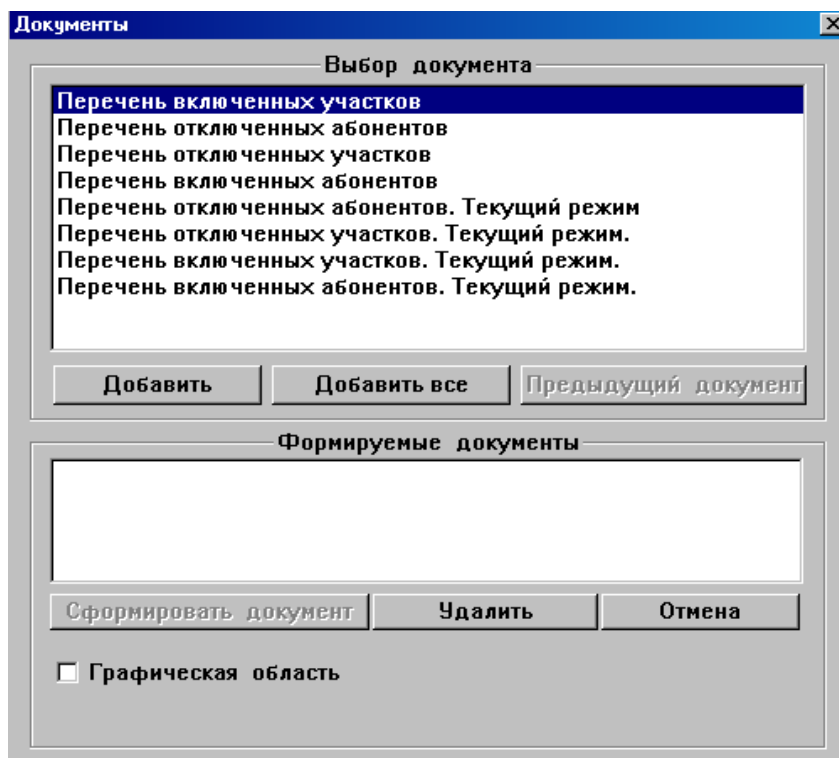 Документы
Выбор документа
Перечень включенных участков
Перечень отключенных абонентов
Перечень отключенных участков
Перечень включенных абонентов
Перечень отключенных абонентов. Текущий режим
Перечень отключенных участков. Текущий режим.
Перечень включенных участков. Текущий режим.
Перечень включенных абонентов. Текущий режим.
Добавить Добавить все Предыдущий документ
Формируемые документы
Сформировать документ Удалить Отмена
Графическая область